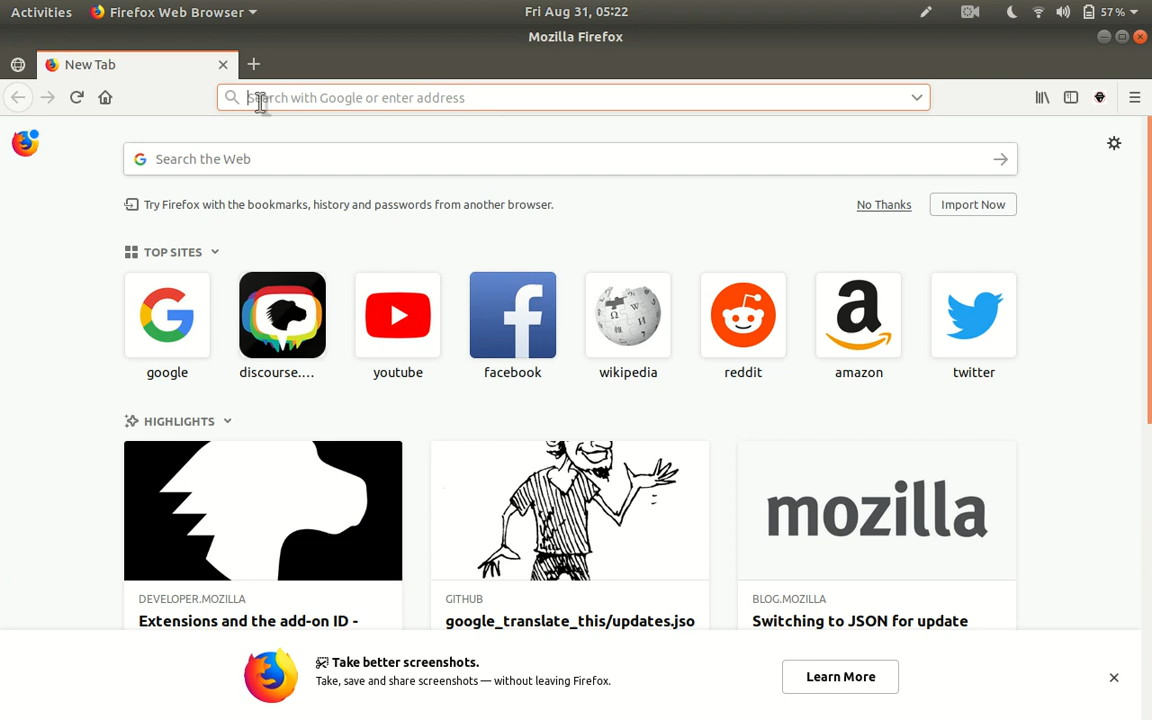 Activities
Firefox Web Browser
Fri Aug 31, 05:22
57 %
Mozilla Firefox
New Tab
Search with Google or enter address
Search the Web
Try Firefox with the bookmarks, history and passwords from another browser.
No Thanks
Import Now
TOP SITES
google
discourse....
youtube
facebook
wikipedia
reddit
amazon
twitter
HIGHLIGHTS
mozilla
DEVELOPER.MOZILLA
Extensions and the add-on ID -
GITHUB
google_translate_this/updates.jso
BLOG.MOZILLA
Switching to JSON for update
Take better screenshots.
Take, save and share screenshots — without leaving Firefox.
Learn More